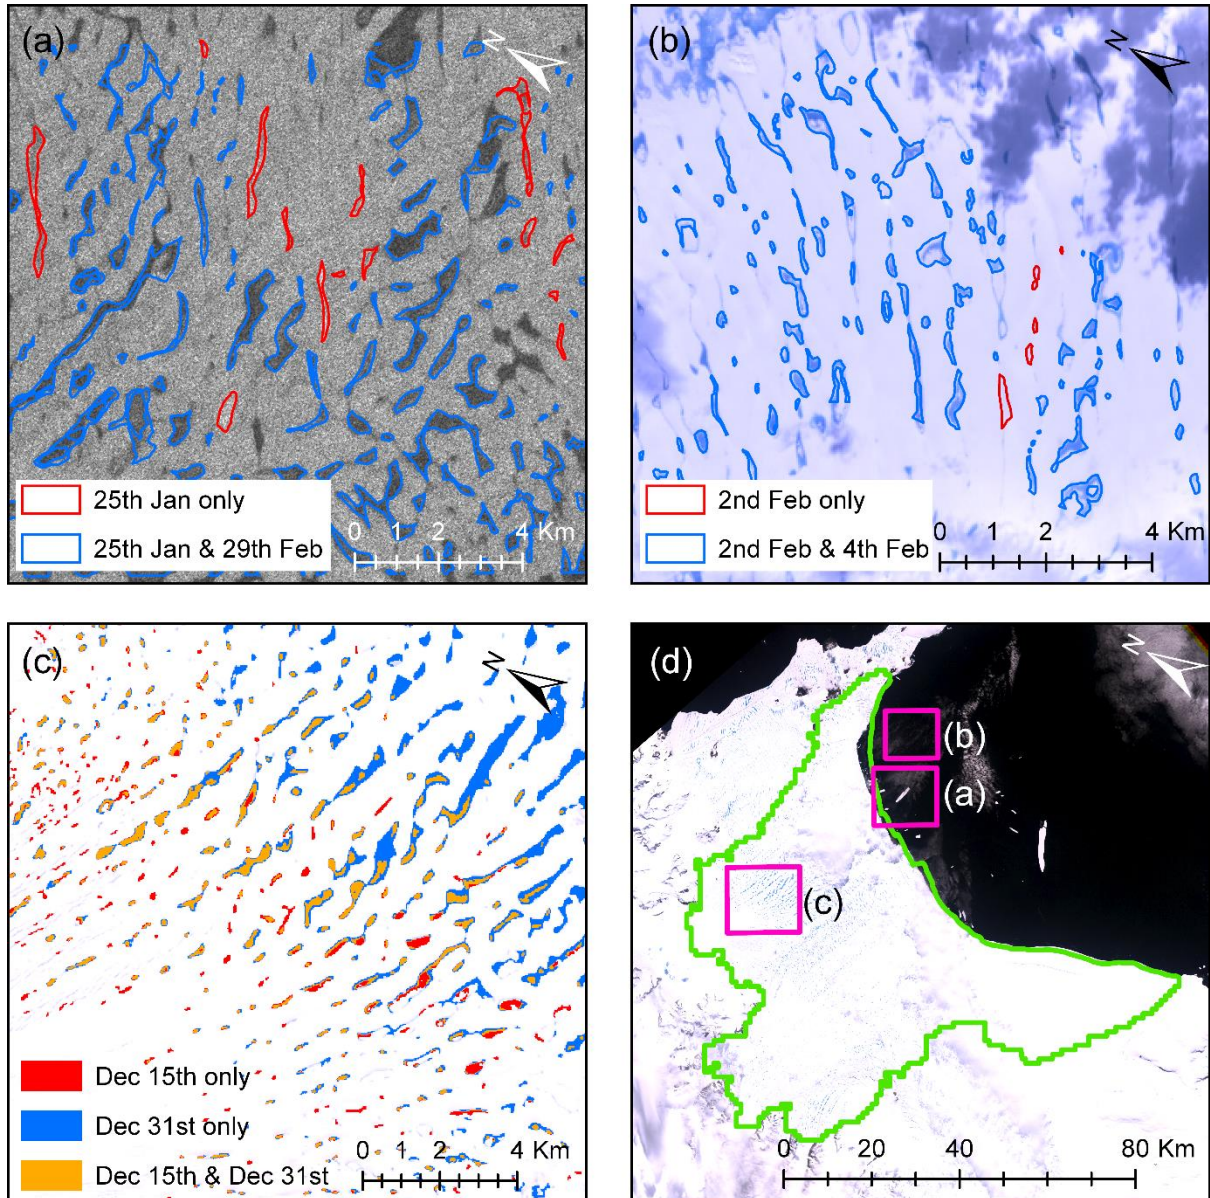 (a)
N
25th Jan only
25th Jan & 29th Feb
0 1 2 4 Km
(b)
N
2nd Feb only
2nd Feb & 4th Feb
0 1 2 4 Km
(c)
N
Dec 15th only
Dec 31st only
Dec 15th & Dec 31st
0 1 2 4 Km
(d)
N
(b)
(a)
(c)
0 20 40 80 Km